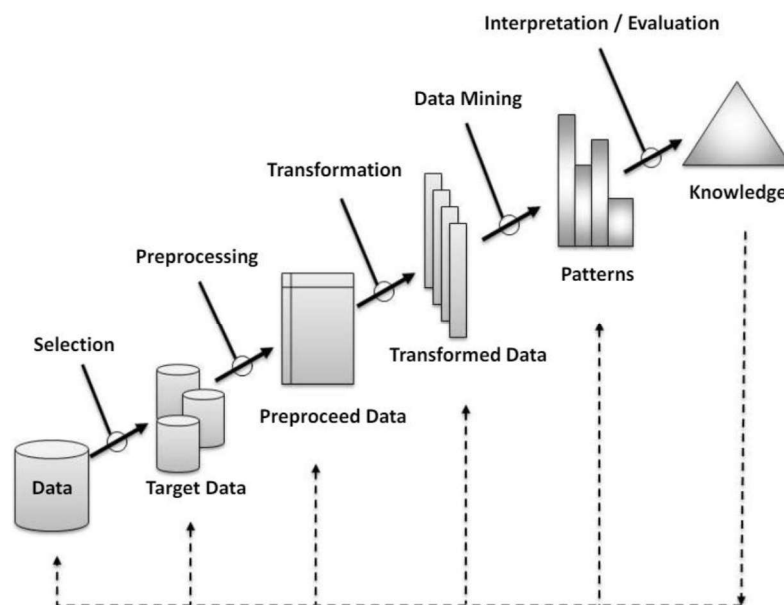 Interpretation / Evaluation
Data Mining
Transformation
Knowledge
Preprocessing
Patterns
Selection
Transformed Data
Preproceed Data
Data
Target Data